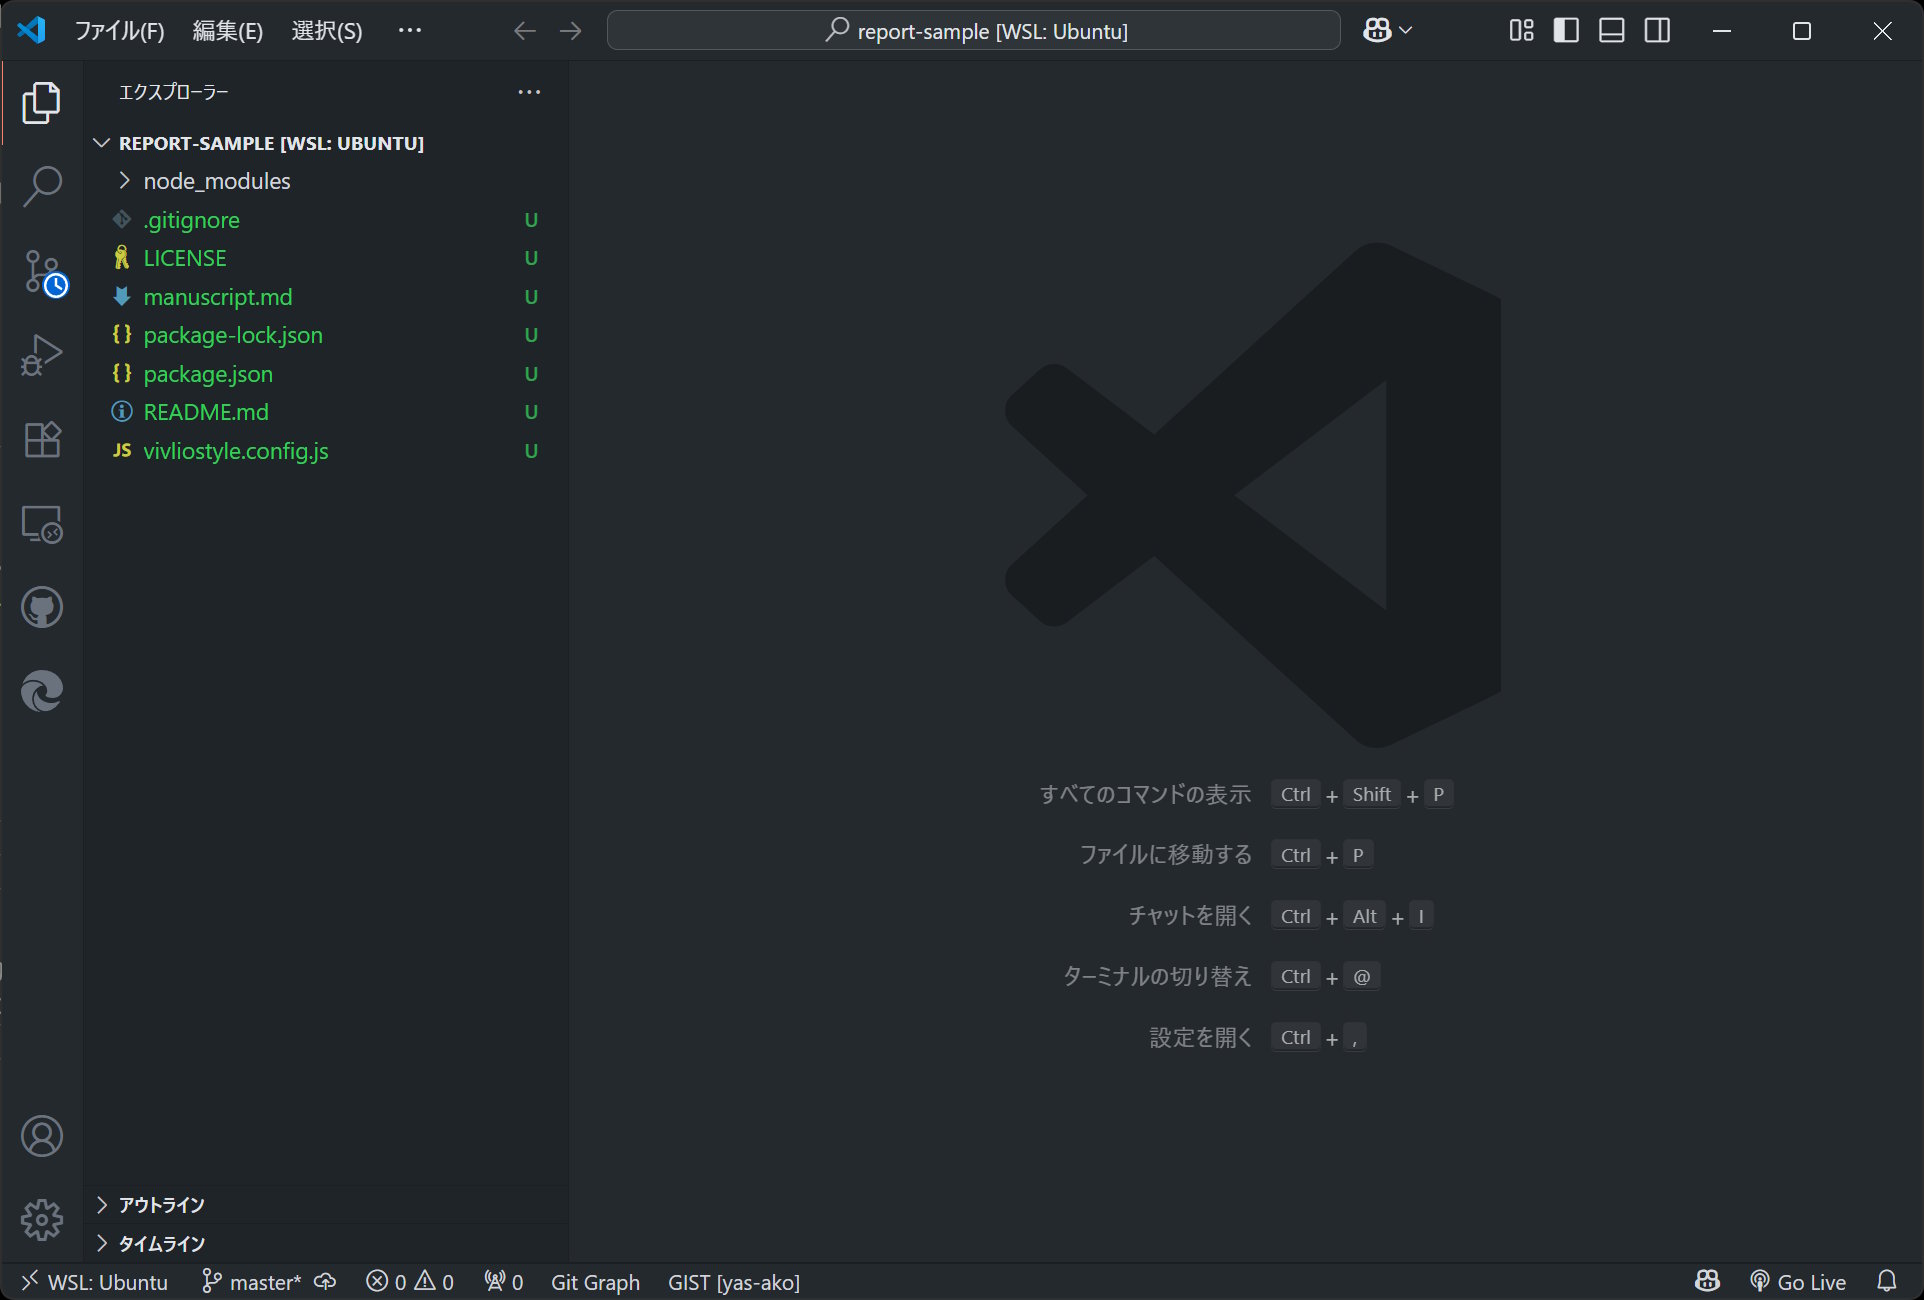 ファイル(F) 編集(E) 選択(S) ··· report-sample [WSL: Ubuntu]
エクスプローラー ···
REPORT-SAMPLE [WSL: UBUNTU]
node_modules
.gitignore U
LICENSE U
manuscript.md U
package-lock.json U
package.json U
README.md U
JS vivliostyle.config.js U
すべてのコマンドの表示 Ctrl + Shift + P
ファイルに移動する Ctrl + P
チャットを開く Ctrl + Alt + I
ターミナルの切り替え Ctrl + @
設定を開く Ctrl + ,
アウトライン
タイムライン
WSL: Ubuntu master* 0 0 0 Git Graph GIST [yas-ako] Go Live